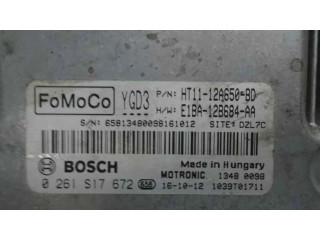 FoMoCo YGD3 P/N: HT11-12A650-BD
H/W: E1BA-12B684-AA
S/N: 65813480098161012 SITE# DZL7C
BOSCH Made in Hungary
MOTRONIC 1348 0098
0 261 S17 672 658 16-10-12 1039T01711